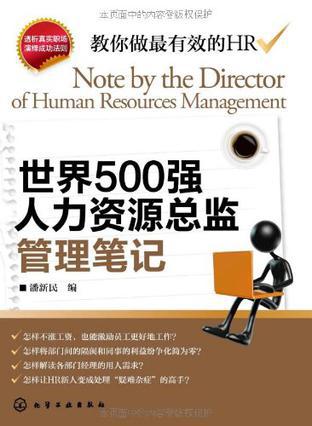 本页面中的内容受版权保护
透析真实职场
演绎成功法则
教你做最有效的HR
Note by the Director
of Human Resources Management
世界500强
人力资源总监
管理笔记
潘新民 编
怎样不涨工资，也能激励员工更好地工作？
怎样将部门间的隔阂和同事的利益纷争化简为零？
怎样解读各部门经理的用人需求？
怎样让HR新人变成处理“疑难杂症”的高手？
化学工业出版社
本页面中的内容受版权保护